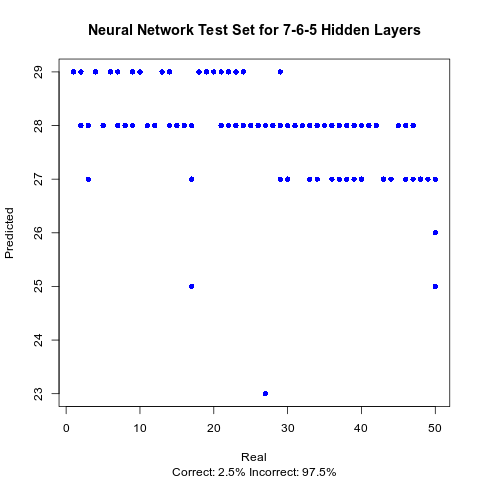 Neural Network Test Set for 7-6-5 Hidden Layers
29
28
27
26
25
24
23
Predicted
0 10 20 30 40 50
Real
Correct: 2.5% Incorrect: 97.5%